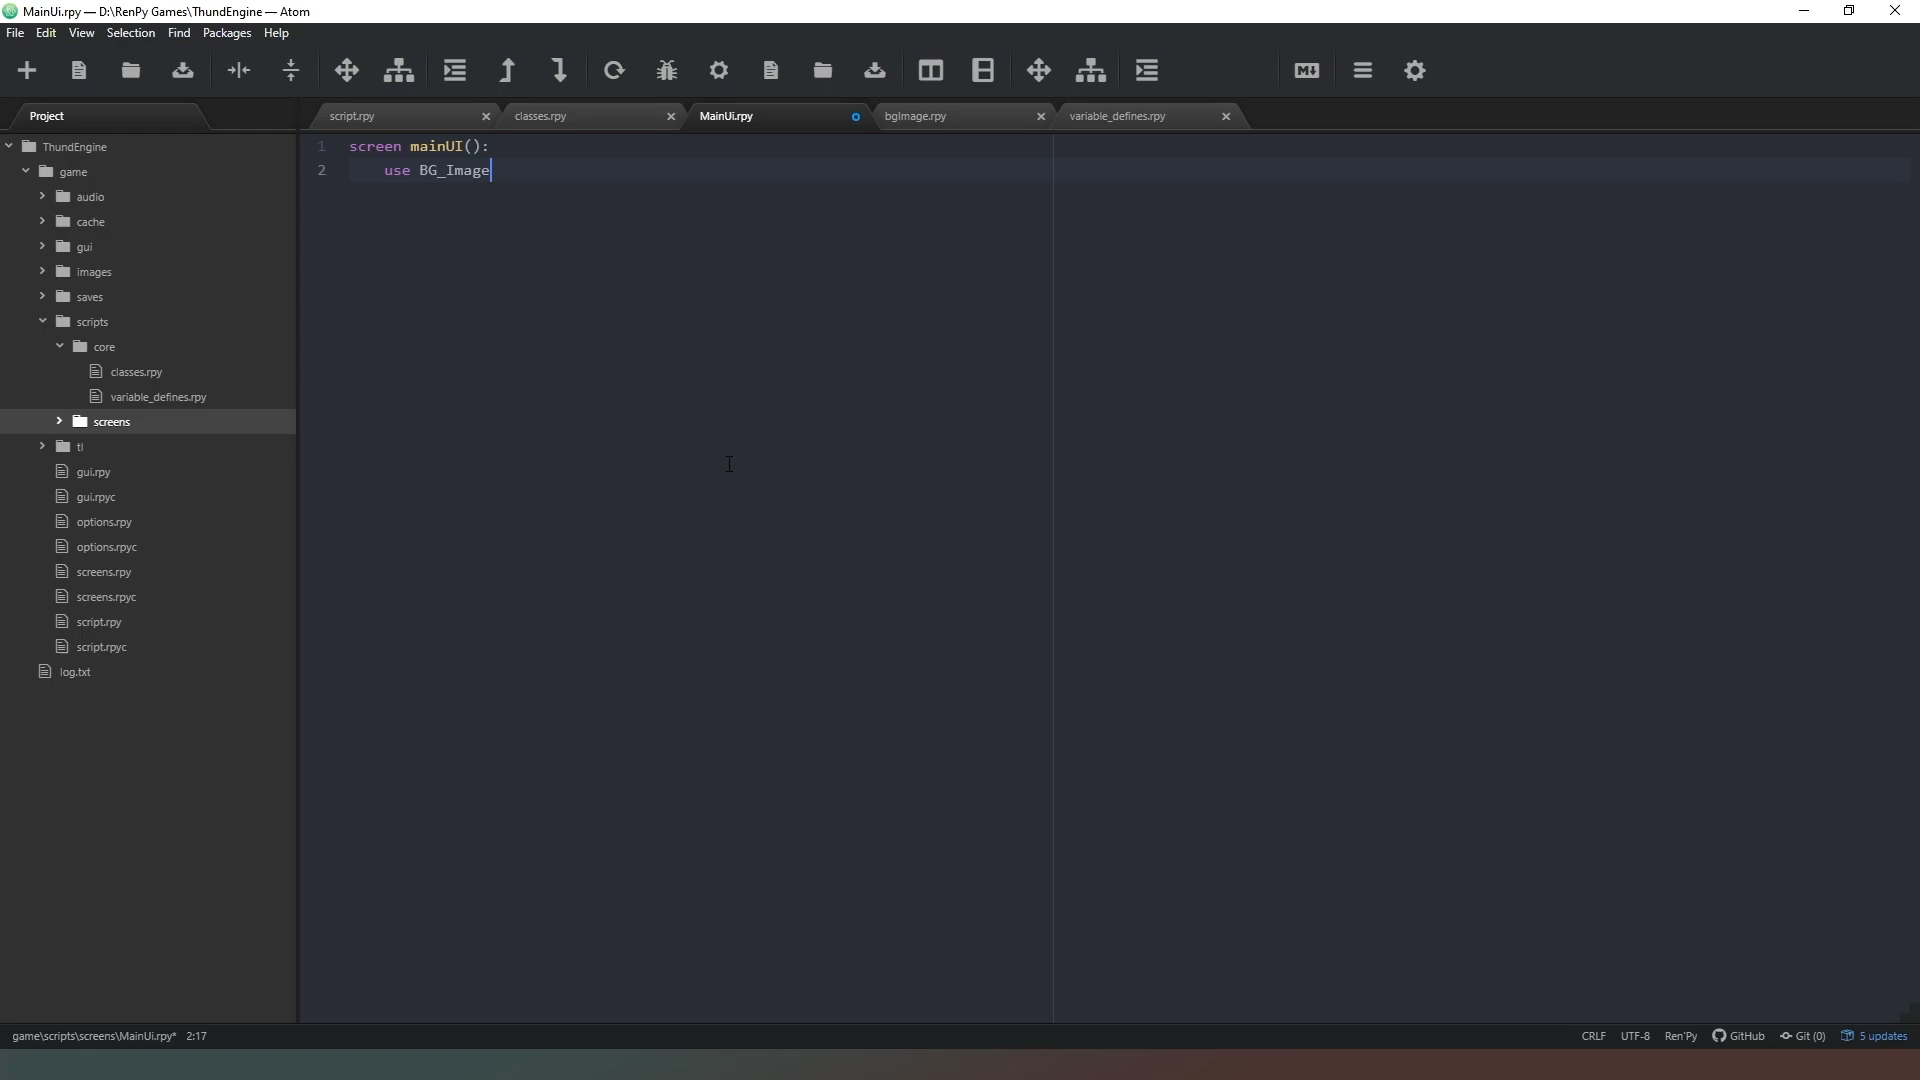 MainUi.rpy — D:\RenPy Games\ThundEngine — Atom
File Edit View Selection Find Packages Help
M
Project
script.rpy
classes.rpy
MainUi.rpy
bgImage.rpy
variable_defines.rpy
ThundEngine
game
audio
cache
gui
images
saves
scripts
core
classes.rpy
variable_defines.rpy
screens
tl
gui.rpy
gui.rpyc
options.rpy
options.rpyc
screens.rpy
screens.rpyc
script.rpy
script.rpyc
log.txt
1 screen mainUI():
2 use BG_Image
game\scripts\screens\MainUi.rpy* 2:17
CRLF UTF-8 Ren'Py GitHub Git (0) 5 updates